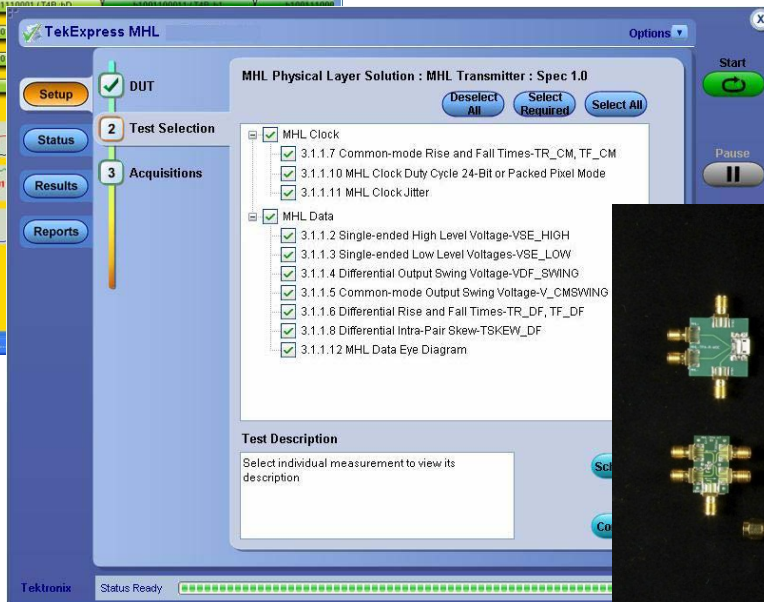 TekExpress MHL
Options
Setup
Status
Results
Reports
DUT
2 Test Selection
3 Acquisitions
MHL Physical Layer Solution : MHL Transmitter : Spec 1.0
Deselect All
Select Required
Select All
MHL Clock
3.1.1.7 Common-mode Rise and Fall Times-TR_CM, TF_CM
3.1.1.10 MHL Clock Duty Cycle 24-Bit or Packed Pixel Mode
3.1.1.11 MHL Clock Jitter
MHL Data
3.1.1.2 Single-ended High Level Voltage-VSE_HIGH
3.1.1.3 Single-ended Low Level Voltages-VSE_LOW
3.1.1.4 Differential Output Swing Voltage-VDF_SWING
3.1.1.5 Common-mode Output Swing Voltage-V_CMSWING
3.1.1.6 Differential Rise and Fall Times-TR_DF, TF_DF
3.1.1.8 Differential Intra-Pair Skew-TSKEW_DF
3.1.1.12 MHL Data Eye Diagram
Test Description
Select individual measurement to view its
description
Start
Pause
Tektronix
Status Ready